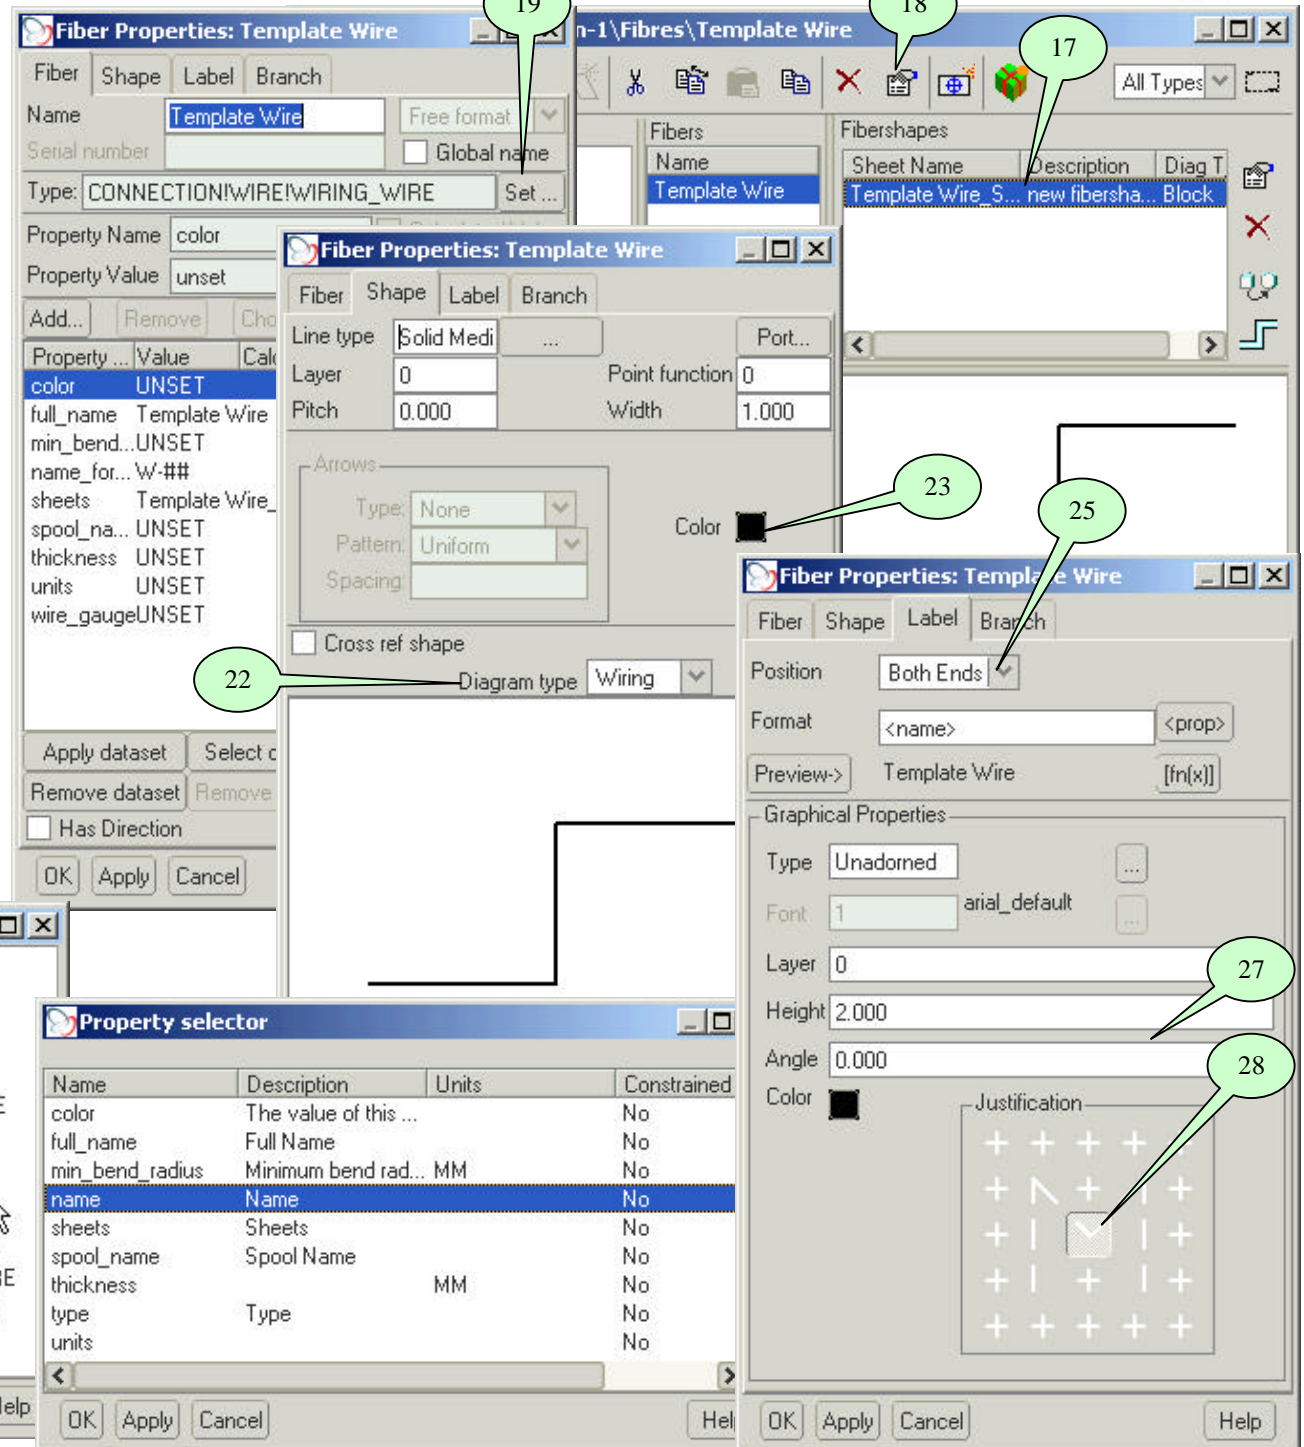 19
18
17
Fiber Properties: Template Wire
n-1\Fibres\Template Wire
Fiber Shape Label Branch
Name Template Wire Free format
Serial number Global name
Type: CONNECTION!WIRE!WIRING_WIRE Set ...
Property Name color
Property Value unset
Add... Remove Cho
Property ... Value Calc
color UNSET
full_name Template Wire
min_bend...UNSET
name_for... W-##
sheets Template Wire_
spool_na... UNSET
thickness UNSET
units UNSET
wire_gaugeUNSET
Apply dataset Select c
Remove dataset Remove
Has Direction
OK Apply Cancel
All Types
Fibers
Name
Template Wire
Fibershapes
Sheet Name Description Diag T
Template Wire_S... new fibersha... Block
Fiber Properties: Template Wire
Fiber Shape Label Branch
Line type Solid Medi ... Port...
Layer 0 Point function 0
Pitch 0.000 Width 1.000
Arrows
Type: None
Pattern: Uniform
Spacing
Color
23
Cross ref shape
22
Diagram type Wiring
25
Fiber Properties: Template Wire
Fiber Shape Label Branch
Position Both Ends
Format <name> <prop>
Preview-> Template Wire [fn(x)]
Graphical Properties
Type Unadorned ...
Font 1 arial_default ...
Layer 0
27
Height 2.000
Angle 0.000
28
Color
Justification
OK Apply Cancel Help
Property selector
Name Description Units Constrained
color The value of this ... No
full_name Full Name No
min_bend_radius Minimum bend rad... MM No
name Name No
sheets Sheets No
spool_name Spool Name No
thickness MM No
type Type No
units No
OK Apply Cancel Hel
E
RE
Help